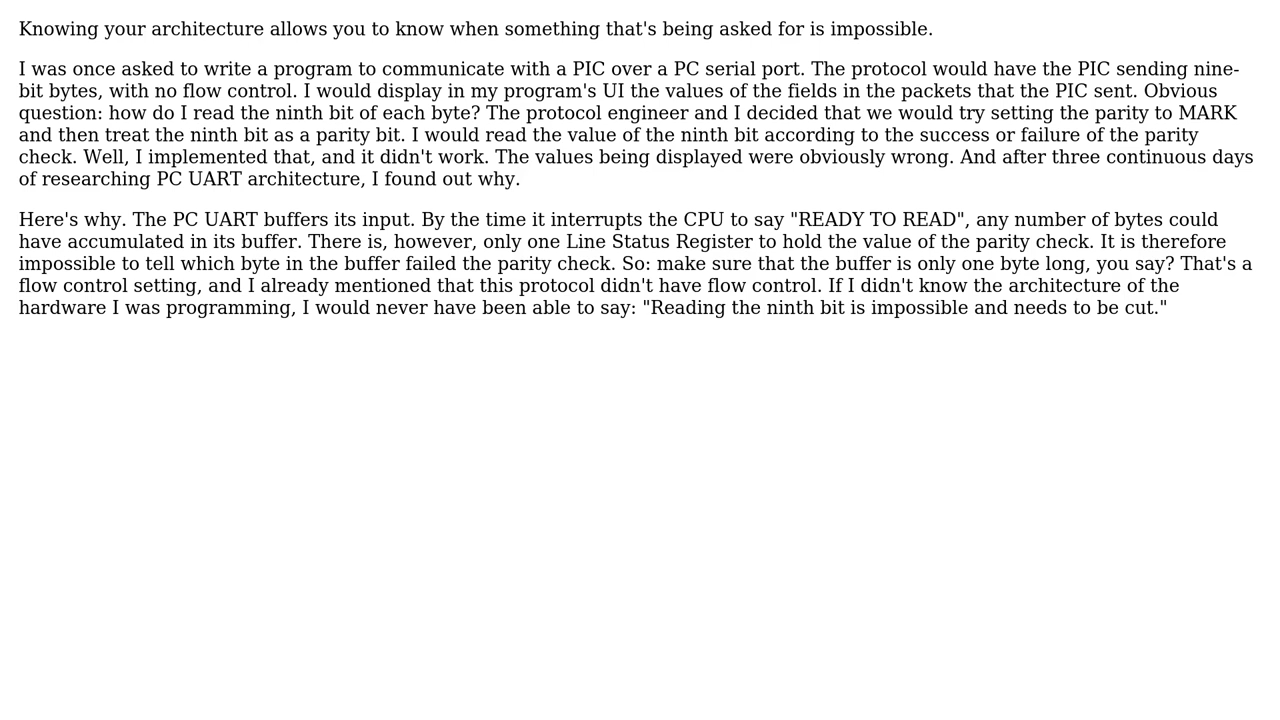 Knowing your architecture allows you to know when something that's being asked for is impossible.
I was once asked to write a program to communicate with a PIC over a PC serial port. The protocol would have the PIC sending nine-
bit bytes, with no flow control. I would display in my program's UI the values of the fields in the packets that the PIC sent. Obvious
question: how do I read the ninth bit of each byte? The protocol engineer and I decided that we would try setting the parity to MARK
and then treat the ninth bit as a parity bit. I would read the value of the ninth bit according to the success or failure of the parity
check. Well, I implemented that, and it didn't work. The values being displayed were obviously wrong. And after three continuous days
of researching PC UART architecture, I found out why.
Here's why. The PC UART buffers its input. By the time it interrupts the CPU to say "READY TO READ", any number of bytes could
have accumulated in its buffer. There is, however, only one Line Status Register to hold the value of the parity check. It is therefore
impossible to tell which byte in the buffer failed the parity check. So: make sure that the buffer is only one byte long, you say? That's a
flow control setting, and I already mentioned that this protocol didn't have flow control. If I didn't know the architecture of the
hardware I was programming, I would never have been able to say: "Reading the ninth bit is impossible and needs to be cut."